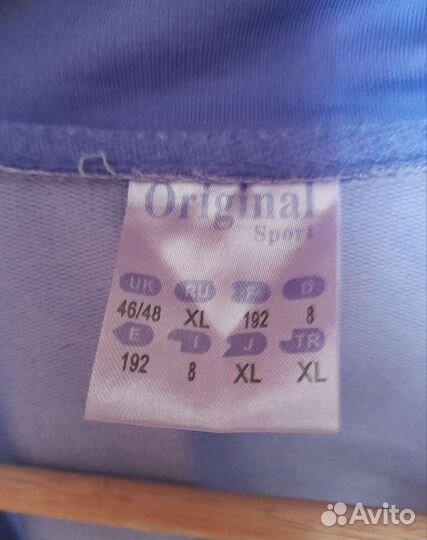 Original
Sport
UK RU F D
46/48 XL 192 8
E I J TR
192 8 XL XL
Avito